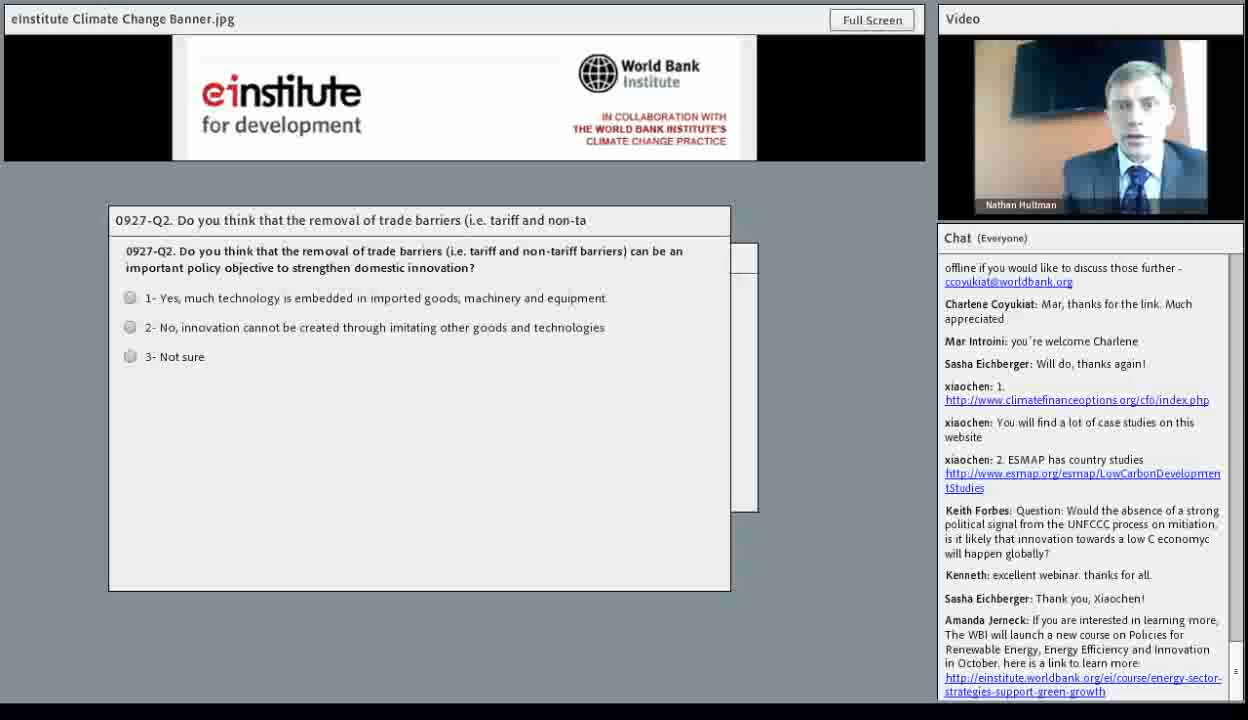 eInstitute Climate Change Banner.jpg
Full Screen
einstitute
for development
World Bank
Institute
IN COLLABORATION WITH
THE WORLD BANK INSTITUTE'S
CLIMATE CHANGE PRACTICE
0927-Q2. Do you think that the removal of trade barriers (i.e. tariff and non-ta
0927-Q2. Do you think that the removal of trade barriers (i.e. tariff and non-tariff barriers) can be an
important policy objective to strengthen domestic innovation?
1- Yes, much technology is embedded in imported goods, machinery and equipment
2- No, innovation cannot be created through imitating other goods and technologies
3- Not sure
Video
Nathan Hultman
Chat (Everyone)
offline if you would like to discuss those further -
ccoyukiat@worldbank.org
Charlene Coyukiat: Mar, thanks for the link. Much
appreciated
Mar Introini: you´re welcome Charlene
Sasha Eichberger: Will do, thanks again!
xiaochen: 1.
http://www.climatefinanceoptions.org/cfo/index.php
xiaochen: You will find a lot of case studies on this
website
xiaochen: 2. ESMAP has country studies
http://www.esmap.org/esmap/LowCarbonDevelopmen
tStudies
Keith Forbes: Question: Would the absence of a strong
political signal from the UNFCCC process on mitiation,
is it likely that innovation towards a low C economyc
will happen globally?
Kenneth: excellent webinar. thanks for all.
Sasha Eichberger: Thank you, Xiaochen!
Amanda Jerneck: If you are interested in learning more,
The WBI will launch a new course on Policies for
Renewable Energy, Energy Efficiency and Innovation
in October. here is a link to learn more:
http://einstitute.worldbank.org/ei/course/energy-sector-
strategies-support-green-growth